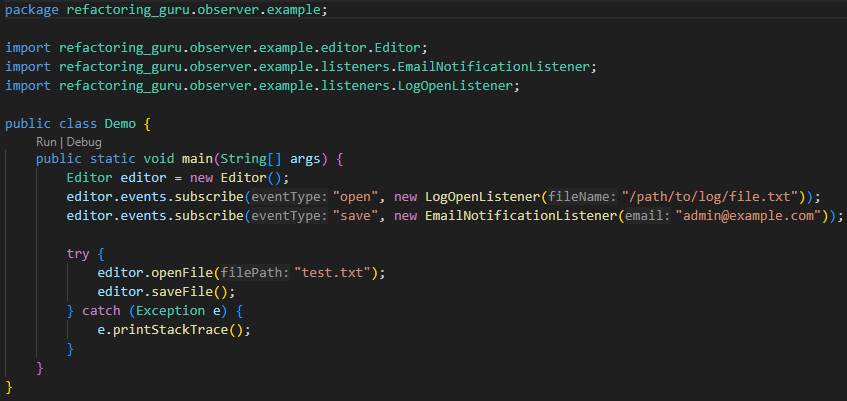 package refactoring_guru.observer.example;
import refactoring_guru.observer.example.editor.Editor;
import refactoring_guru.observer.example.listeners.EmailNotificationListener;
import refactoring_guru.observer.example.listeners.LogOpenListener;
public class Demo {
Run | Debug
public static void main(String[] args) {
Editor editor = new Editor();
editor.events.subscribe(eventType: "open", new LogOpenListener(fileName: "/path/to/log/file.txt"));
editor.events.subscribe(eventType: "save", new EmailNotificationListener(email: "admin@example.com"));
try {
editor.openFile(filePath: "test.txt");
editor.saveFile();
} catch (Exception e) {
e.printStackTrace();
}
}
}